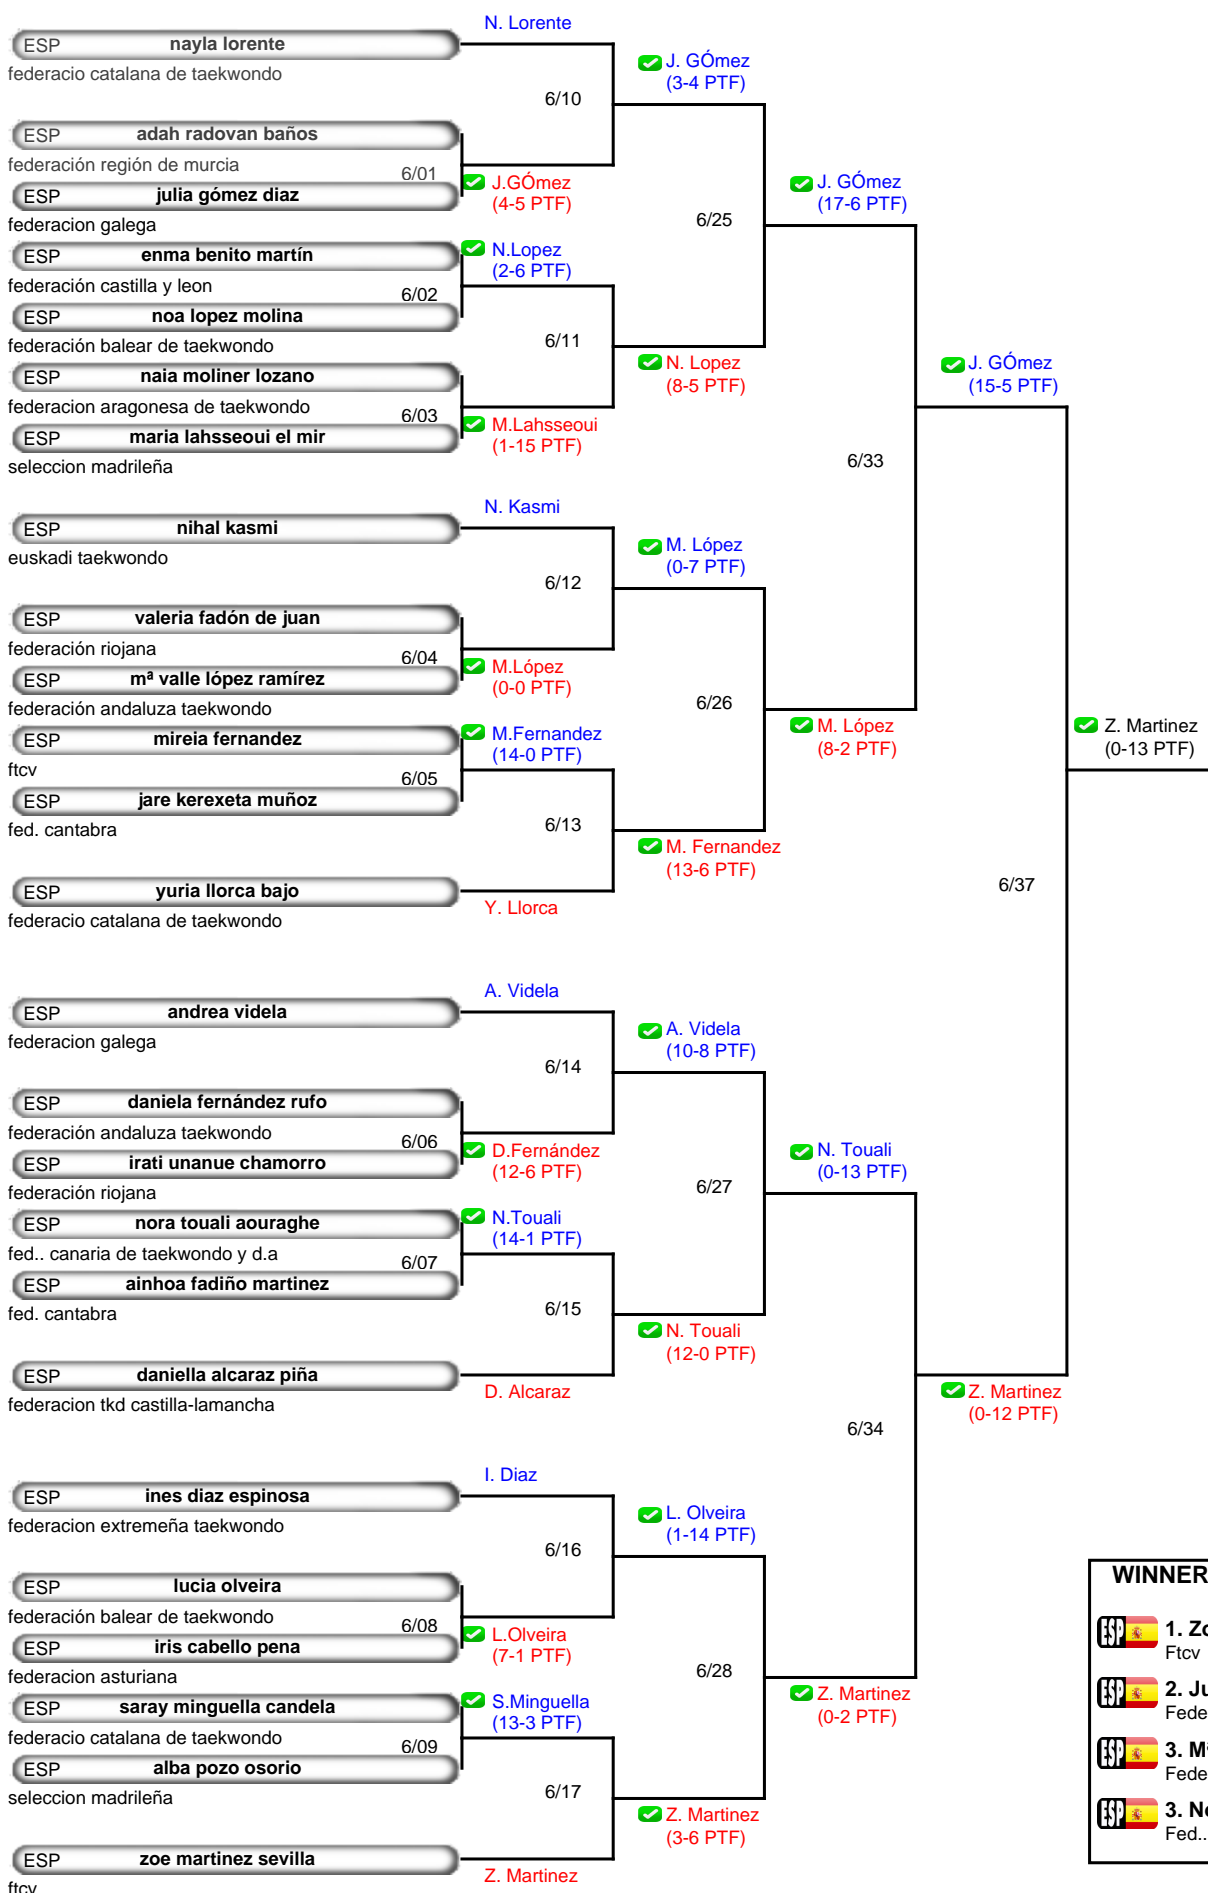 N. Lorente
ESP nayla lorente
federacio catalana de taekwondo
J. GÓmez
(3-4 PTF)
6/10
ESP adah radovan baños
federación región de murcia
6/01
J.GÓmez
(4-5 PTF)
ESP julia gómez diaz
federacion galega
J. GÓmez
(17-6 PTF)
6/25
ESP enma benito martín
federación castilla y leon
N.Lopez
(2-6 PTF)
6/02
ESP noa lopez molina
federación balear de taekwondo
6/11
N. Lopez
(8-5 PTF)
ESP naia moliner lozano
federacion aragonesa de taekwondo
6/03
M.Lahsseoui
(1-15 PTF)
ESP maria lahsseoui el mir
seleccion madrileña
J. GÓmez
(15-5 PTF)
6/33
N. Kasmi
ESP nihal kasmi
euskadi taekwondo
M. López
(0-7 PTF)
6/12
ESP valeria fadón de juan
federación riojana
6/04
M.López
(0-0 PTF)
ESP mª valle lópez ramírez
federación andaluza taekwondo
6/26
M. López
(8-2 PTF)
Z. Martinez
(0-13 PTF)
ESP mireia fernandez
ftcv
M.Fernandez
(14-0 PTF)
6/05
ESP jare kerexeta muñoz
fed. cantabra
6/13
M. Fernandez
(13-6 PTF)
ESP yuria llorca bajo
federacio catalana de taekwondo
Y. Llorca
6/37
A. Videla
ESP andrea videla
federacion galega
A. Videla
(10-8 PTF)
6/14
ESP daniela fernández rufo
federación andaluza taekwondo
6/06
D.Fernández
(12-6 PTF)
ESP irati unanue chamorro
federación riojana
N. Touali
(0-13 PTF)
6/27
ESP nora touali aouraghe
fed.. canaria de taekwondo y d.a
N.Touali
(14-1 PTF)
6/07
ESP ainhoa fadiño martinez
fed. cantabra
6/15
N. Touali
(12-0 PTF)
ESP daniella alcaraz piña
federacion tkd castilla-lamancha
D. Alcaraz
Z. Martinez
(0-12 PTF)
6/34
I. Diaz
ESP ines diaz espinosa
federacion extremeña taekwondo
L. Olveira
(1-14 PTF)
6/16
ESP lucia olveira
federación balear de taekwondo
6/08
L.Olveira
(7-1 PTF)
ESP iris cabello pena
federacion asturiana
6/28
Z. Martinez
(0-2 PTF)
ESP saray minguella candela
federacio catalana de taekwondo
S.Minguella
(13-3 PTF)
6/09
ESP alba pozo osorio
seleccion madrileña
6/17
Z. Martinez
(3-6 PTF)
ESP zoe martinez sevilla
ftcv
Z. Martinez
WINNER
ESP 1. Zo
Ftcv
ESP 2. Ju
Fede
ESP 3. Mª
Fede
ESP 3. No
Fed..